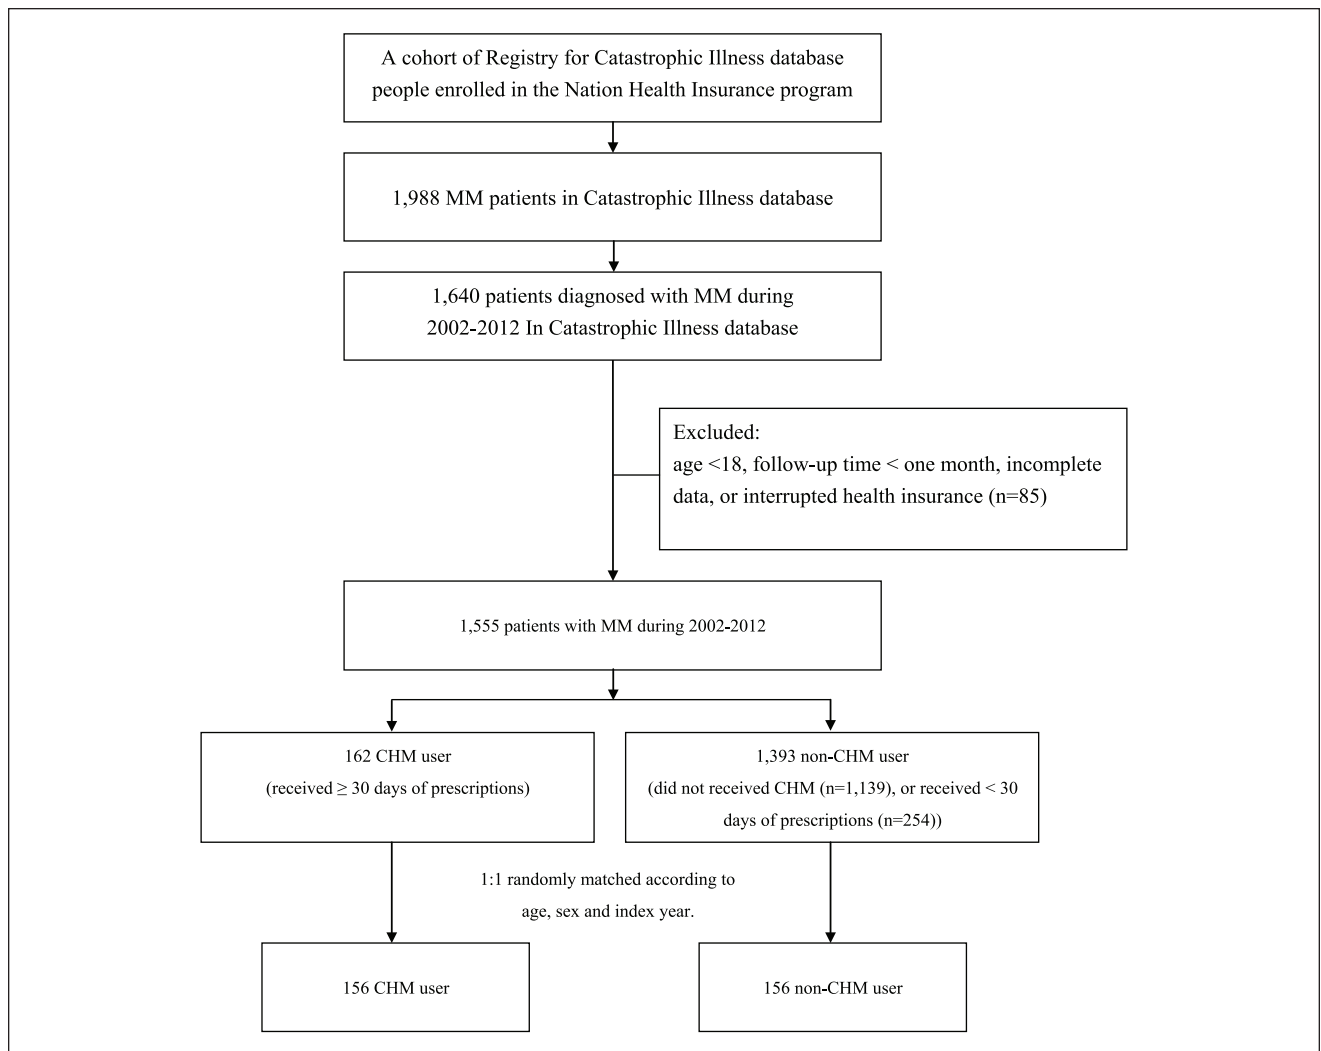 A cohort of Registry for Catastrophic Illness database
people enrolled in the Nation Health Insurance program
1,988 MM patients in Catastrophic Illness database
1,640 patients diagnosed with MM during
2002-2012 In Catastrophic Illness database
Excluded:
age <18, follow-up time < one month, incomplete
data, or interrupted health insurance (n=85)
1,555 patients with MM during 2002-2012
162 CHM user
(received ≥ 30 days of prescriptions)
1,393 non-CHM user
(did not received CHM (n=1,139), or received < 30
days of prescriptions (n=254))
1:1 randomly matched according to
age, sex and index year.
156 CHM user
156 non-CHM user